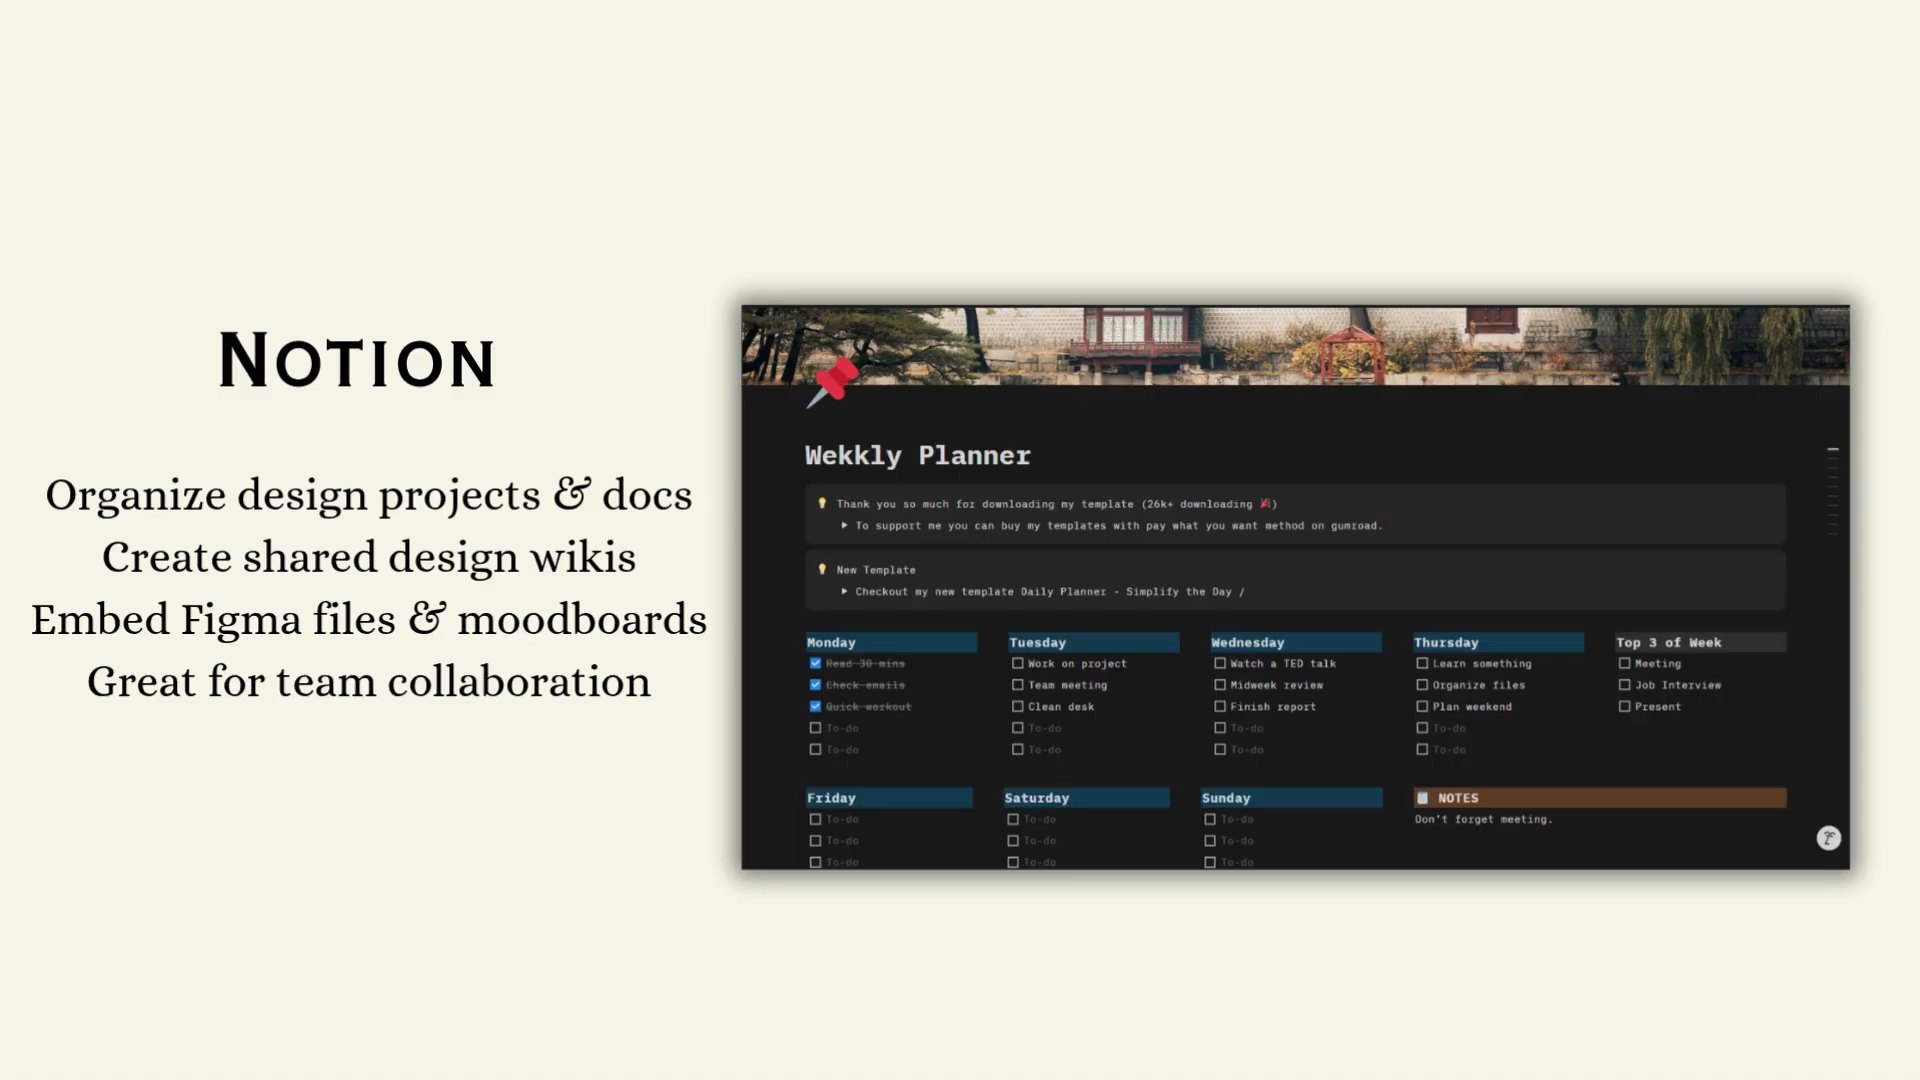 Notion
Organize design projects & docs
Create shared design wikis
Embed Figma files & moodboards
Great for team collaboration
Wekkly Planner
Thank you so much for downloading my template (26k+ downloading 🎉)
To support me you can buy my templates with pay what you want method on gumroad.
New Template
Checkout my new template Daily Planner - Simplify the Day /
Monday
Read 30 mins
Check emails
Quick workout
To-do
To-do
Tuesday
Work on project
Team meeting
Clean desk
To-do
To-do
Wednesday
Watch a TED talk
Midweek review
Finish report
To-do
To-do
Thursday
Learn something
Organize files
Plan weekend
To-do
To-do
Top 3 of Week
Meeting
Job Interview
Present
Friday
To-do
To-do
To-do
Saturday
To-do
To-do
To-do
Sunday
To-do
To-do
To-do
NOTES
Don't forget meeting.